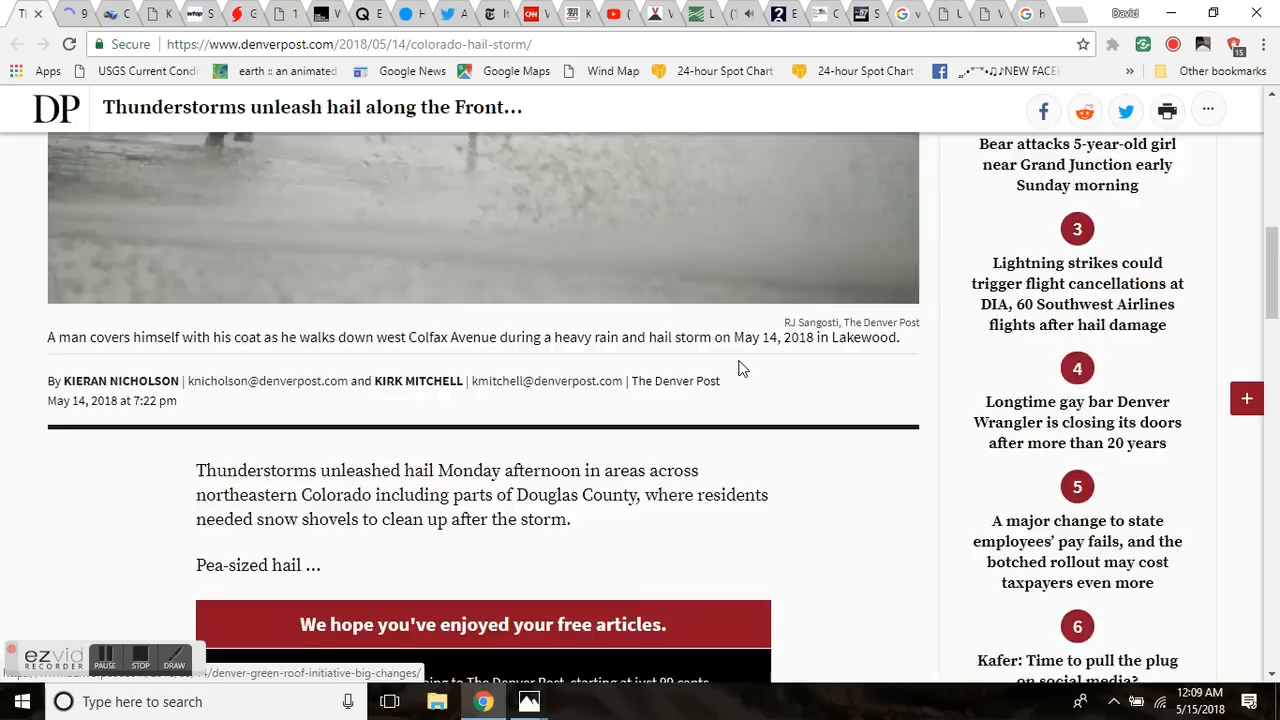 David
Secure
https://www.denverpost.com/2018/05/14/colorado-hail-storm/
15
Apps
USGS Current Condi
earth :: an animated
Google News
Google Maps
Wind Map
24-hour Spot Chart
24-hour Spot Chart
NEW FACE
»
Other bookmarks
DP
Thunderstorms unleash hail along the Front…
Bear attacks 5-year-old girl
near Grand Junction early
Sunday morning
3
Lightning strikes could
trigger flight cancellations at
DIA, 60 Southwest Airlines
flights after hail damage
4
Longtime gay bar Denver
Wrangler is closing its doors
after more than 20 years
5
A major change to state
employees’ pay fails, and the
botched rollout may cost
taxpayers even more
6
Kafer: Time to pull the plug
on social media?
RJ Sangosti, The Denver Post
A man covers himself with his coat as he walks down west Colfax Avenue during a heavy rain and hail storm on May 14, 2018 in Lakewood.
By KIERAN NICHOLSON | knicholson@denverpost.com and KIRK MITCHELL | kmitchell@denverpost.com | The Denver Post
May 14, 2018 at 7:22 pm
Thunderstorms unleashed hail Monday afternoon in areas across
northeastern Colorado including parts of Douglas County, where residents
needed snow shovels to clean up after the storm.
Pea-sized hail …
We hope you've enjoyed your free articles.
to The Denver Post, starting at just 99 cents
ezvid
RECORDER
PAUSE
STOP
DRAW
/denver-green-roof-initiative-big-changes/
Type here to search
12:09 AM
5/15/2018